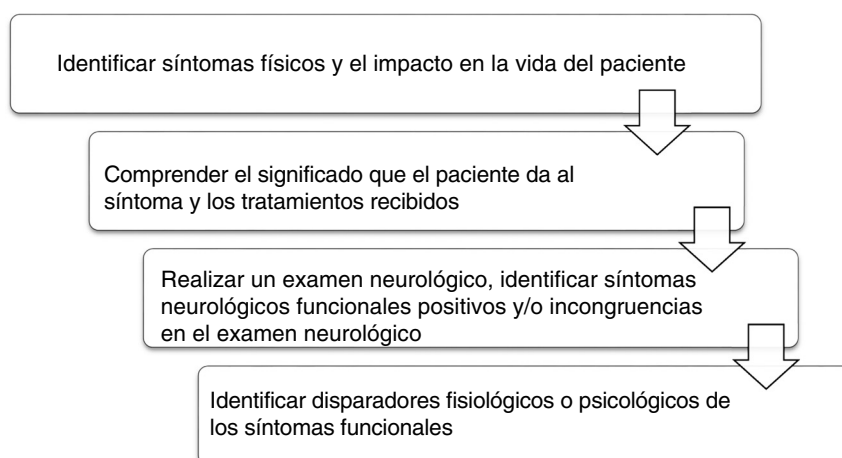 Identificar síntomas físicos y el impacto en la vida del paciente
Comprender el significado que el paciente da al
síntoma y los tratamientos recibidos
Realizar un examen neurológico, identificar síntomas
neurológicos funcionales positivos y/o incongruencias
en el examen neurológico
Identificar disparadores fisiológicos o psicológicos de
los síntomas funcionales